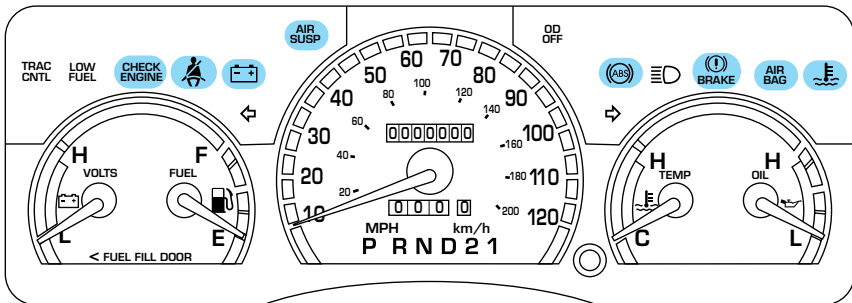 TRAC
CNTL
LOW
FUEL
CHECK
ENGINE
AIR
SUSP
OD
OFF
ABS
BRAKE
AIR
BAG
H
VOLTS
L
F
FUEL
E
< FUEL FILL DOOR
10
20
30
40
50
60
70
80
90
100
110
120
20
40
60
80
100
120
140
160
180
200
0000000
000 0
MPH
km/h
P R N D 2 1
H
TEMP
C
H
OIL
L